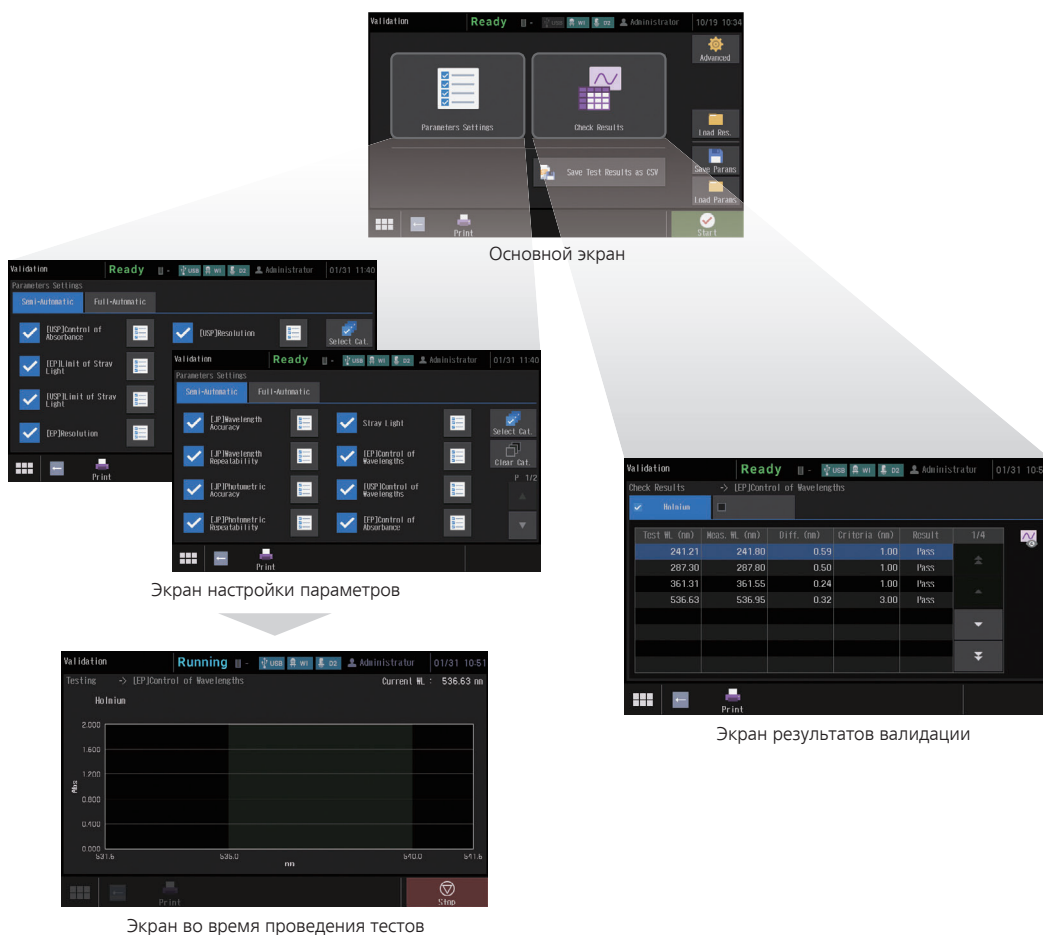 Validation Ready - USB WI D2 Administrator 10/19 10:34
Advanced
Parameters Settings Check Results
Load Res.
Save Test Results as CSV
Save Params
Load Params
Print Start
Основной экран
Validation Ready - USB WI D2 Administrator 01/31 11:40
Parameters Settings
Semi-Automatic Full-Automatic
[USP]Control of
Absorbance
[USP]Resolution
Select Cat.
[EP]Limit of Stray
Light
[USP]Limit of Stray
Light
[EP]Resolution
Print
Validation Ready - USB WI D2 Administrator 01/31 11:40
Parameters Settings
Semi-Automatic Full-Automatic
[JP]Wavelength
Accuracy
Stray Light
Select Cat.
[JP]Wavelength
Repeatability
[EP]Control of
Wavelengths
Clear Cat.
P 1/2
[JP]Photometric
Accuracy
[USP]Control of
Wavelengths
[JP]Photometric
Repeatability
[EP]Control of
Absorbance
Print
Экран настройки параметров
Validation Running - USB WI D2 Administrator 01/31 10:51
Testing -> [EP]Control of Wavelengths Current WL : 536.63 nm
Holmium
2.000
1.600
1.200
Abs
0.800
0.400
0.000
531.6 535.0 540.0 541.6
nm
Print Stop
Экран во время проведения тестов
Validation Ready - USB WI D2 Administrator 01/31 10:5
Check Results -> [EP]Control of Wavelengths
Holmium
Test WL (nm) Meas. WL (nm) Diff. (nm) Criteria (nm) Result 1/4
241.21 241.80 0.59 1.00 Pass
287.30 287.80 0.50 1.00 Pass
361.31 361.55 0.24 1.00 Pass
536.63 536.95 0.32 3.00 Pass
Print
Экран результатов валидации